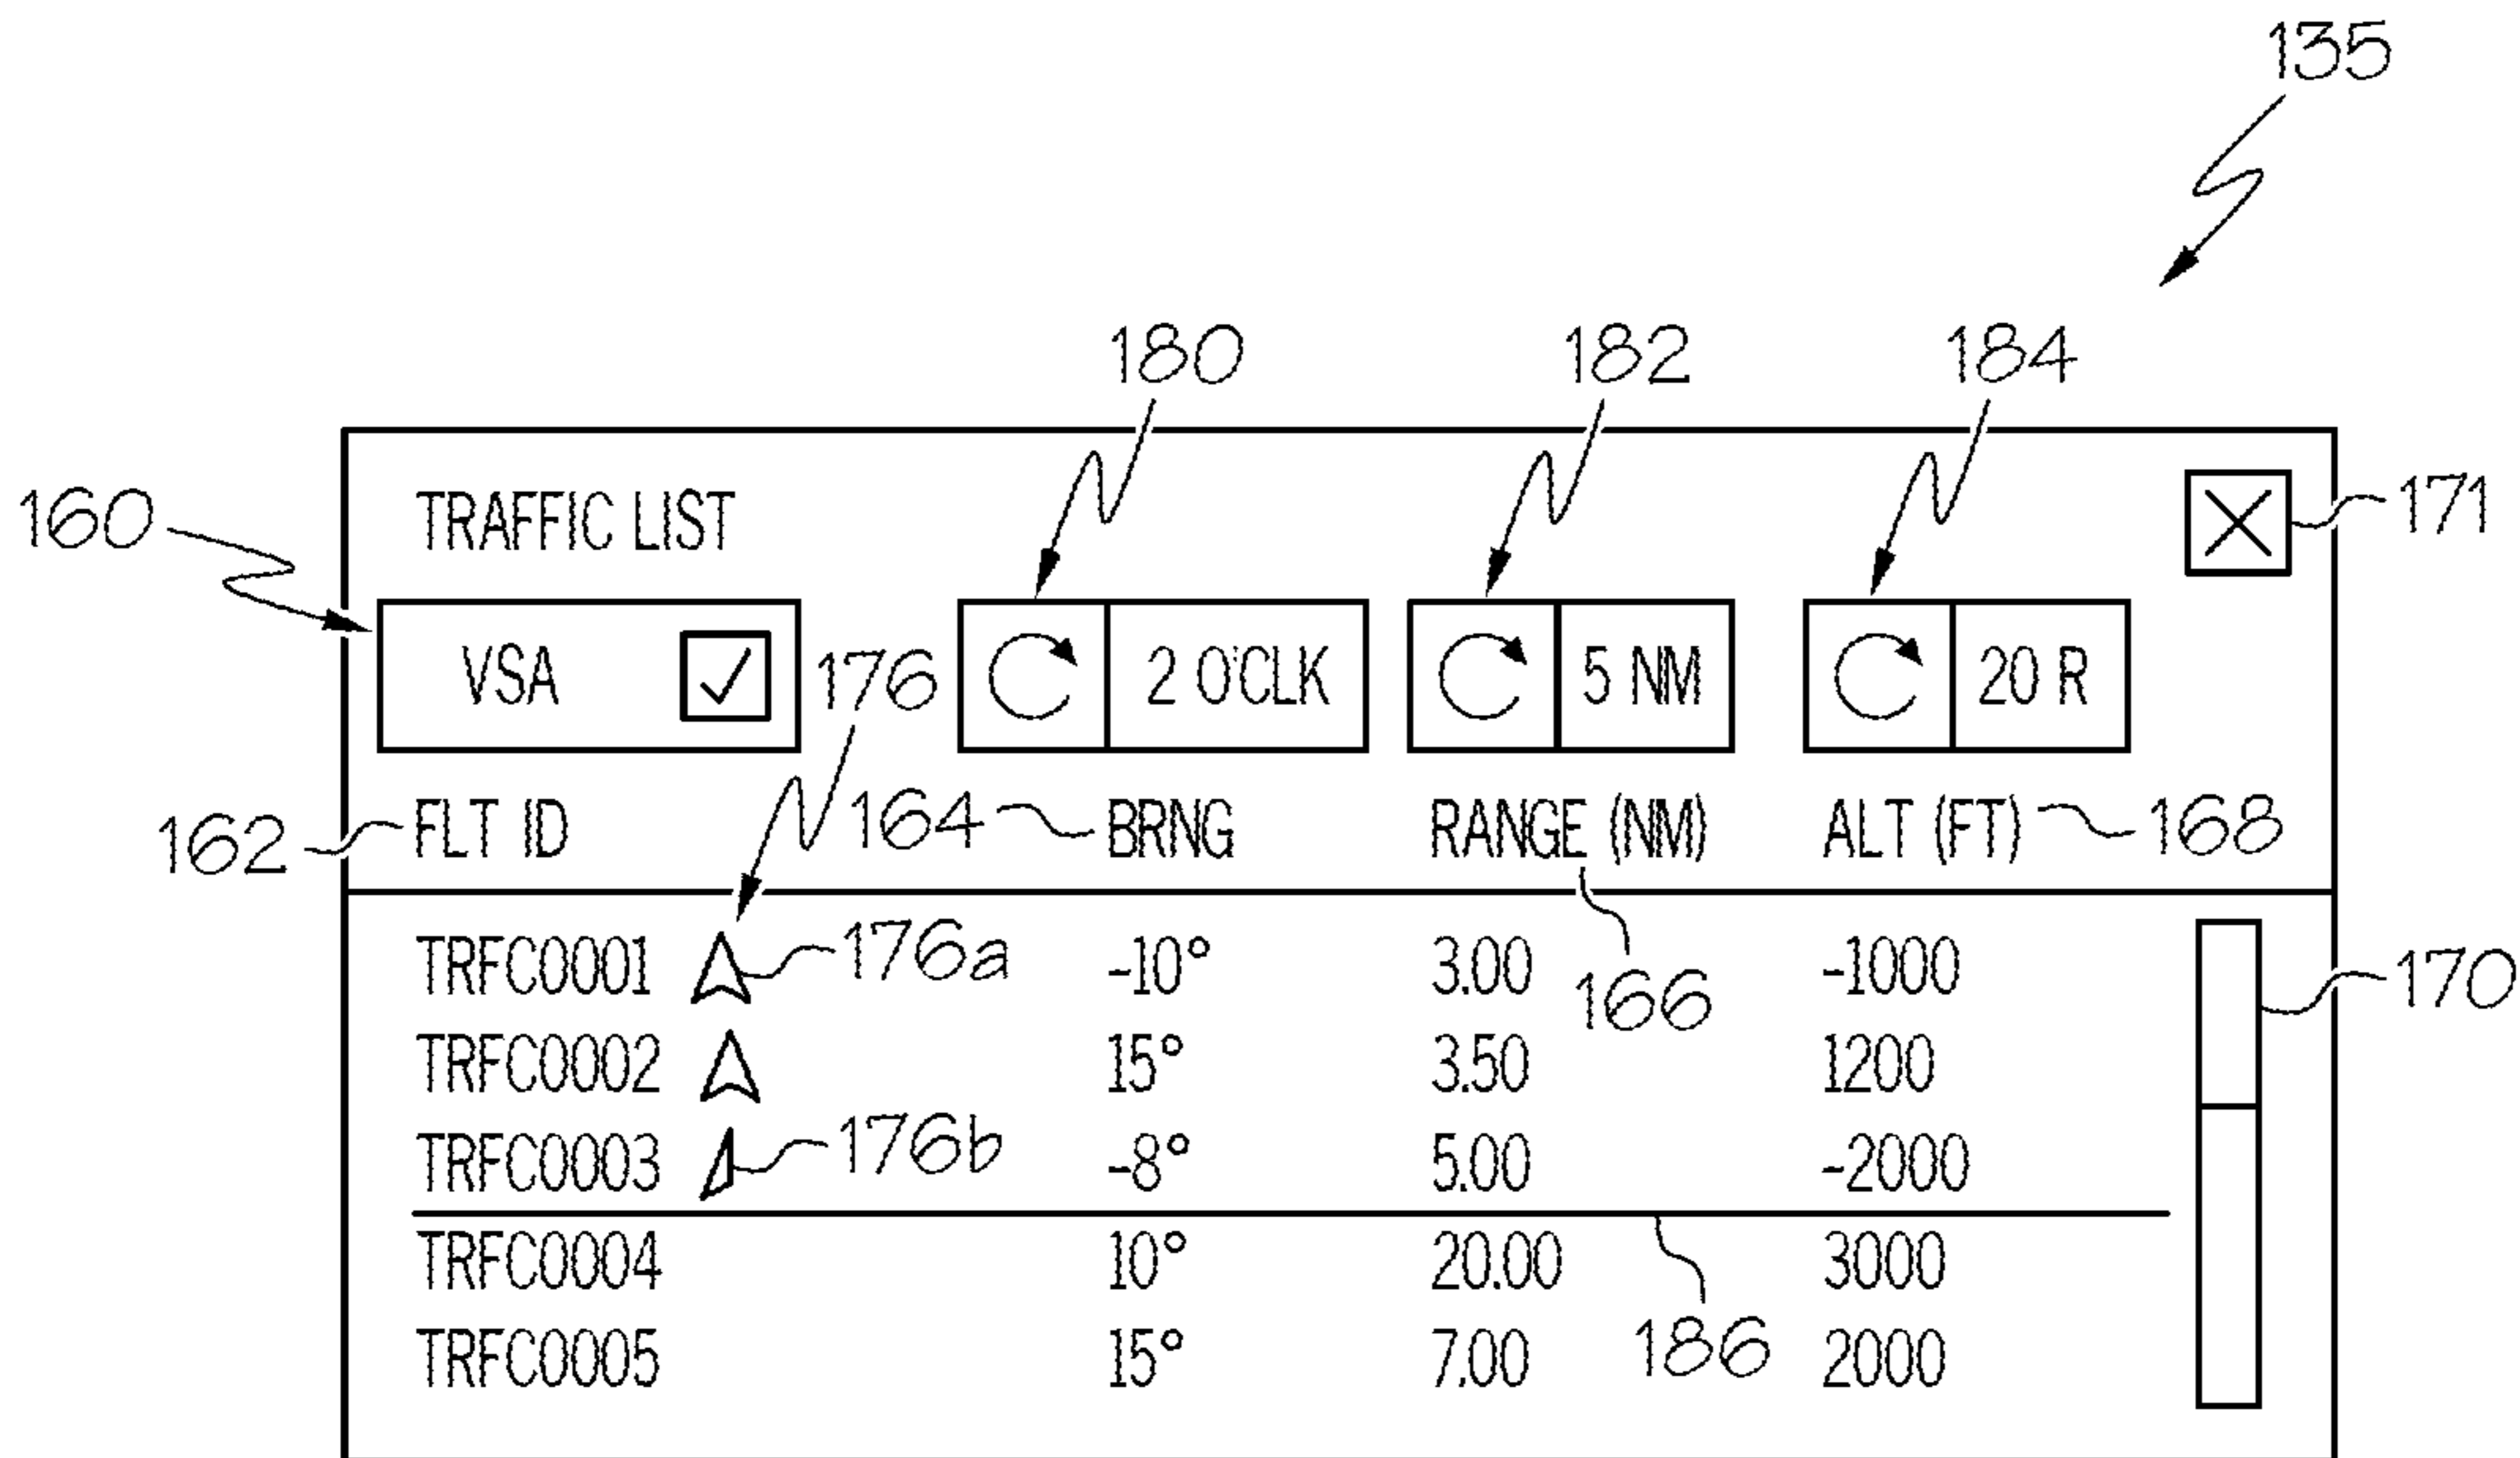 135
180 182 184
160 TRAFFIC LIST 171
VSA 176 2 O'CLK 5 NM 20 R
162 FLT ID 164 BRNG RANGE (NM) ALT (FT) 168
TRFC0001 176a -10° 3.00 166 -1000 170
TRFC0002 15° 3.50 1200
TRFC0003 176b -8° 5.00 -2000
TRFC0004 10° 20.00 3000
TRFC0005 15° 7.00 186 2000